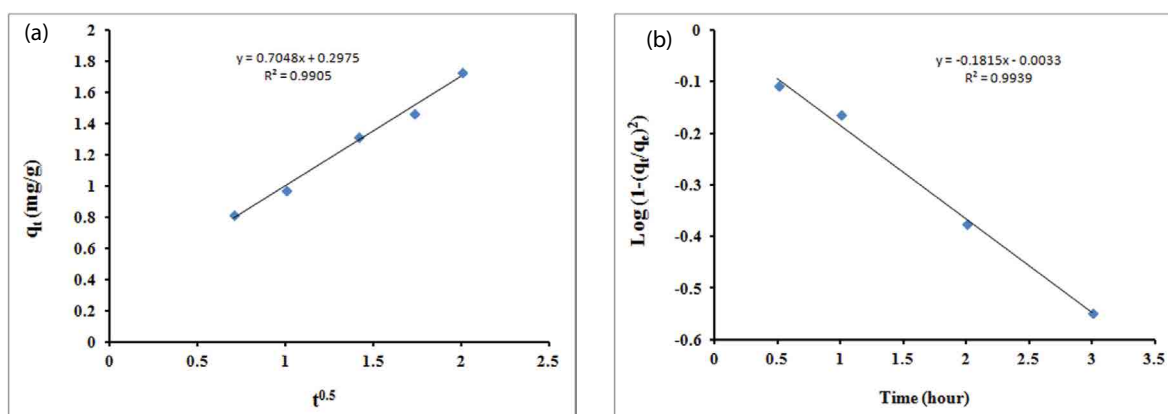 (a)
y = 0.7048x + 0.2975
R² = 0.9905
2
1.8
1.6
1.4
1.2
1
0.8
0.6
0.4
0.2
0
qₜ (mg/g)
0 0.5 1 1.5 2 2.5
t⁰·⁵
(b)
y = -0.1815x - 0.0033
R² = 0.9939
0
-0.1
-0.2
-0.3
-0.4
-0.5
-0.6
Log (1-(qₜ/qₑ)²)
0 0.5 1 1.5 2 2.5 3 3.5
Time (hour)